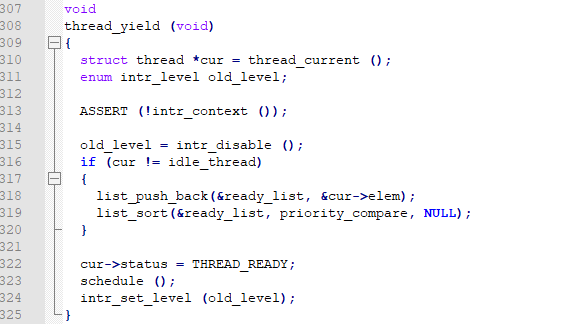 307 void
308 thread_yield (void)
309 {
310 struct thread *cur = thread_current ();
311 enum intr_level old_level;
312
313 ASSERT (!intr_context ());
314
315 old_level = intr_disable ();
316 if (cur != idle_thread)
317 {
318 list_push_back(&ready_list, &cur->elem);
319 list_sort(&ready_list, priority_compare, NULL);
320 }
321
322 cur->status = THREAD_READY;
323 schedule ();
324 intr_set_level (old_level);
325 }